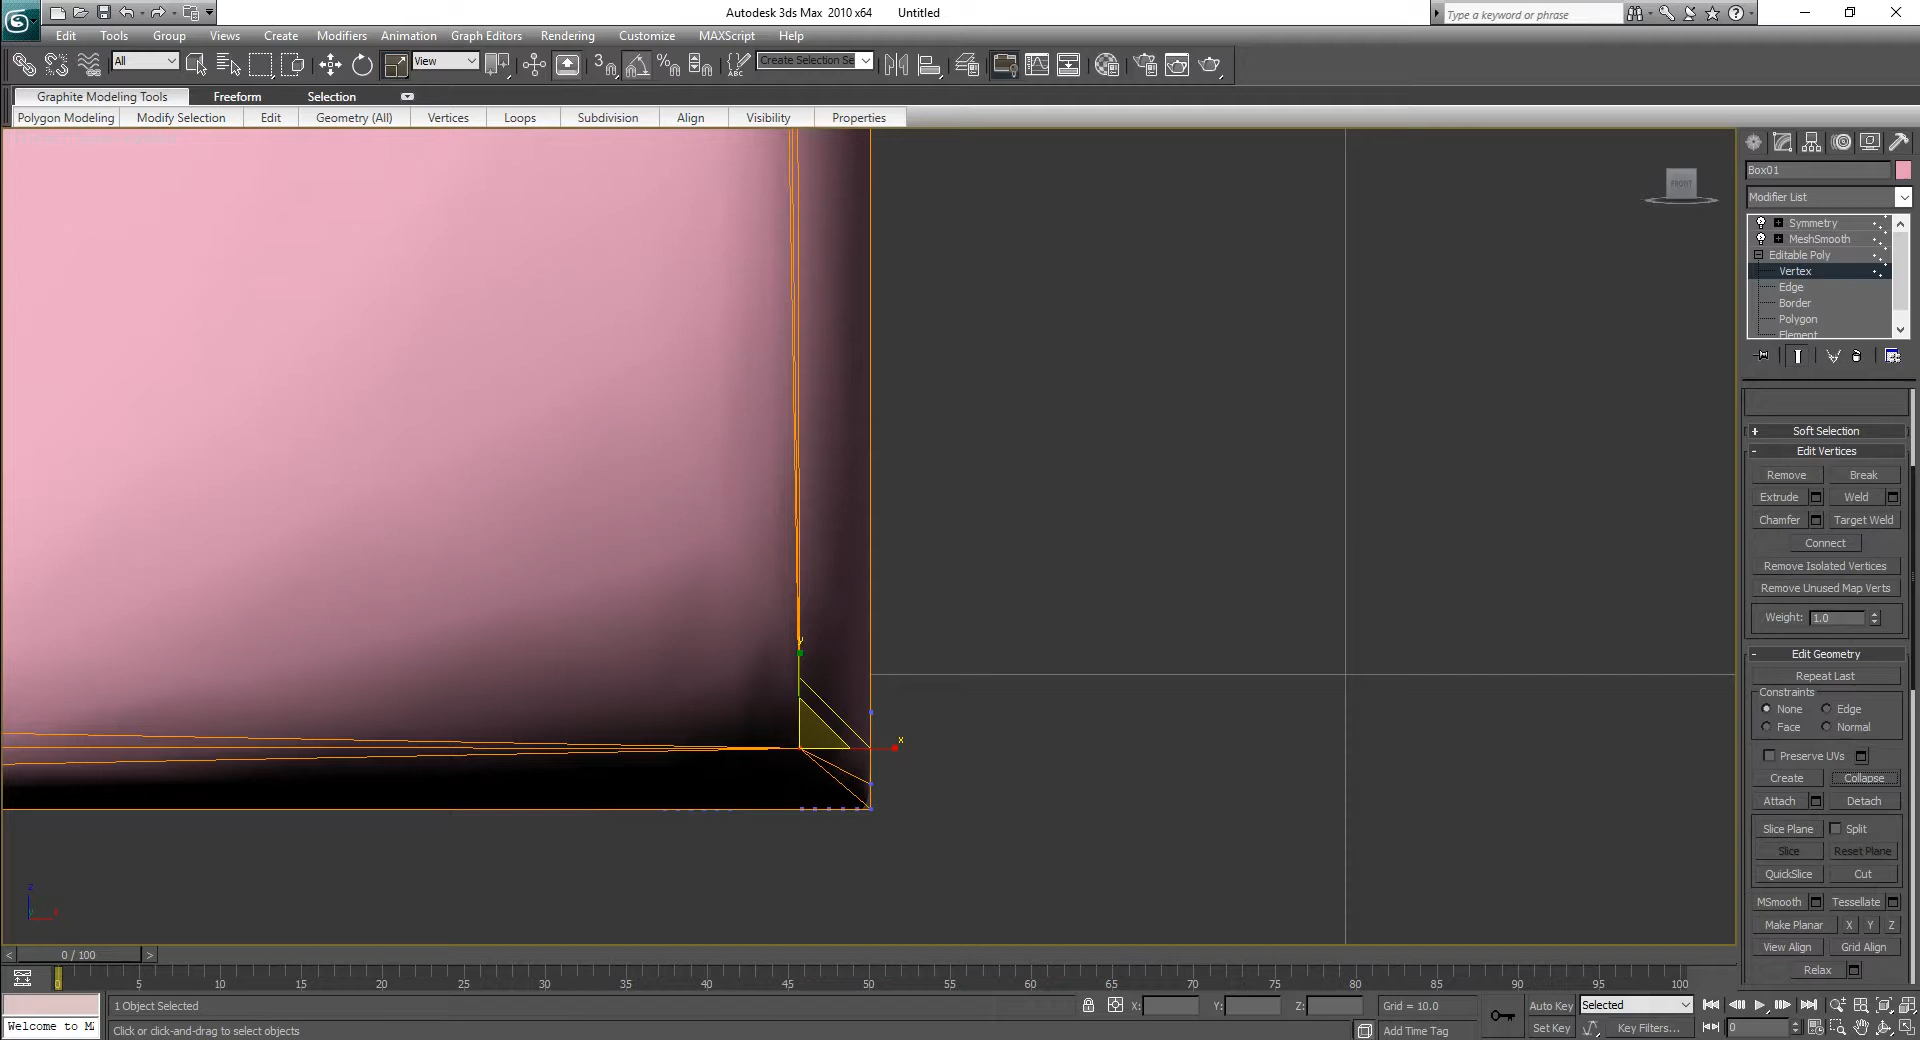 Autodesk 3ds Max 2010 x64 Untitled
Type a keyword or phrase
Edit Tools Group Views Create Modifiers Animation Graph Editors Rendering Customize MAXScript Help
All View Create Selection Se
Graphite Modeling Tools Freeform Selection
Polygon Modeling Modify Selection Edit Geometry (All) Vertices Loops Subdivision Align Visibility Properties
FRONT
Box01
Modifier List
Symmetry
MeshSmooth
Editable Poly
Vertex
Edge
Border
Polygon
Element
+ Soft Selection
- Edit Vertices
Remove Break
Extrude Weld
Chamfer Target Weld
Connect
Remove Isolated Vertices
Remove Unused Map Verts
Weight: 1.0
- Edit Geometry
Repeat Last
Constraints
None Edge
Face Normal
Preserve UVs
Create Collapse
Attach Detach
Slice Plane Split
Slice Reset Plane
QuickSlice Cut
MSmooth Tessellate
Make Planar X Y Z
View Align Grid Align
Relax
y
x
z
x
< 0 / 100 >
0 5 10 15 20 25 30 35 40 45 50 55 60 65 70 75 80 85 90 95 100
1 Object Selected X: Y: Z: Grid = 10.0 Auto Key Selected
Welcome to M Click or click-and-drag to select objects Add Time Tag Set Key Key Filters... 0